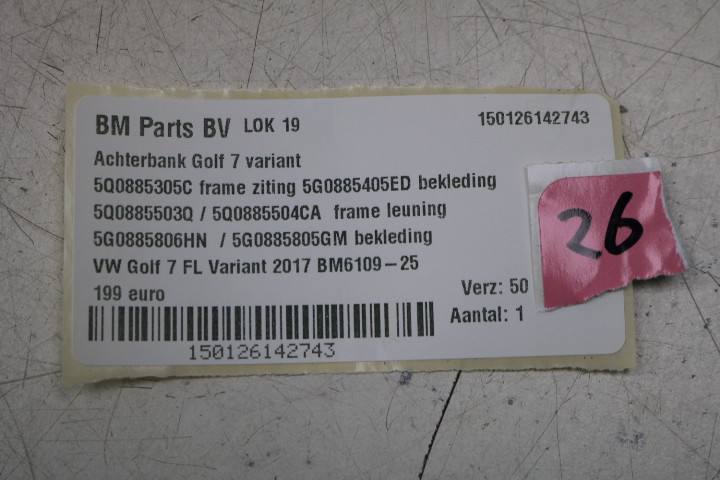 BM Parts BV LOK 19 150126142743
Achterbank Golf 7 variant
5Q0885305C frame ziting 5G0885405ED bekleding
5Q0885503Q / 5Q0885504CA frame leuning
5G0885806HN / 5G0885805GM bekleding
VW Golf 7 FL Variant 2017 BM6109-25
199 euro Verz: 50
Aantal: 1
150126142743
26